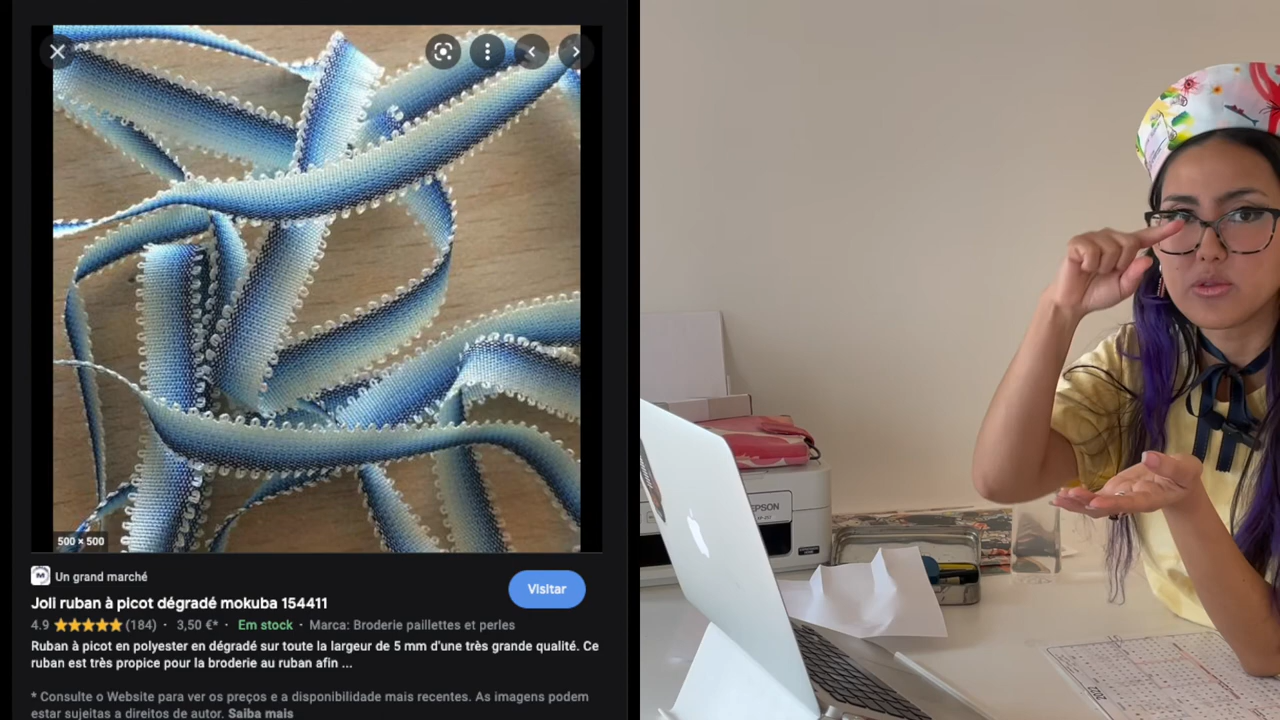 500 × 500
Un grand marché
Visitar
Joli ruban à picot dégradé mokuba 154411
4.9 ★★★★★ (184) · 3,50 €* · Em stock · Marca: Broderie paillettes et perles
Ruban à picot en polyester en dégradé sur toute la largeur de 5 mm d'une très grande qualité. Ce
ruban est très propice pour la broderie au ruban afin ...
* Consulte o Website para ver os preços e a disponibilidade mais recentes. As imagens podem
estar sujeitas a direitos de autor. Saiba mais
EPSON